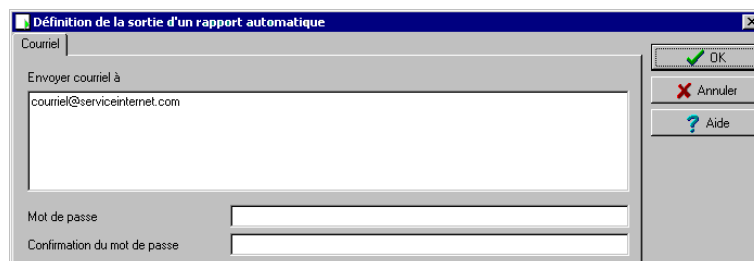 Définition de la sortie d'un rapport automatique
Courriel
OK
Envoyer courriel à
Annuler
courriel@serviceinternet.com
Aide
Mot de passe
Confirmation du mot de passe